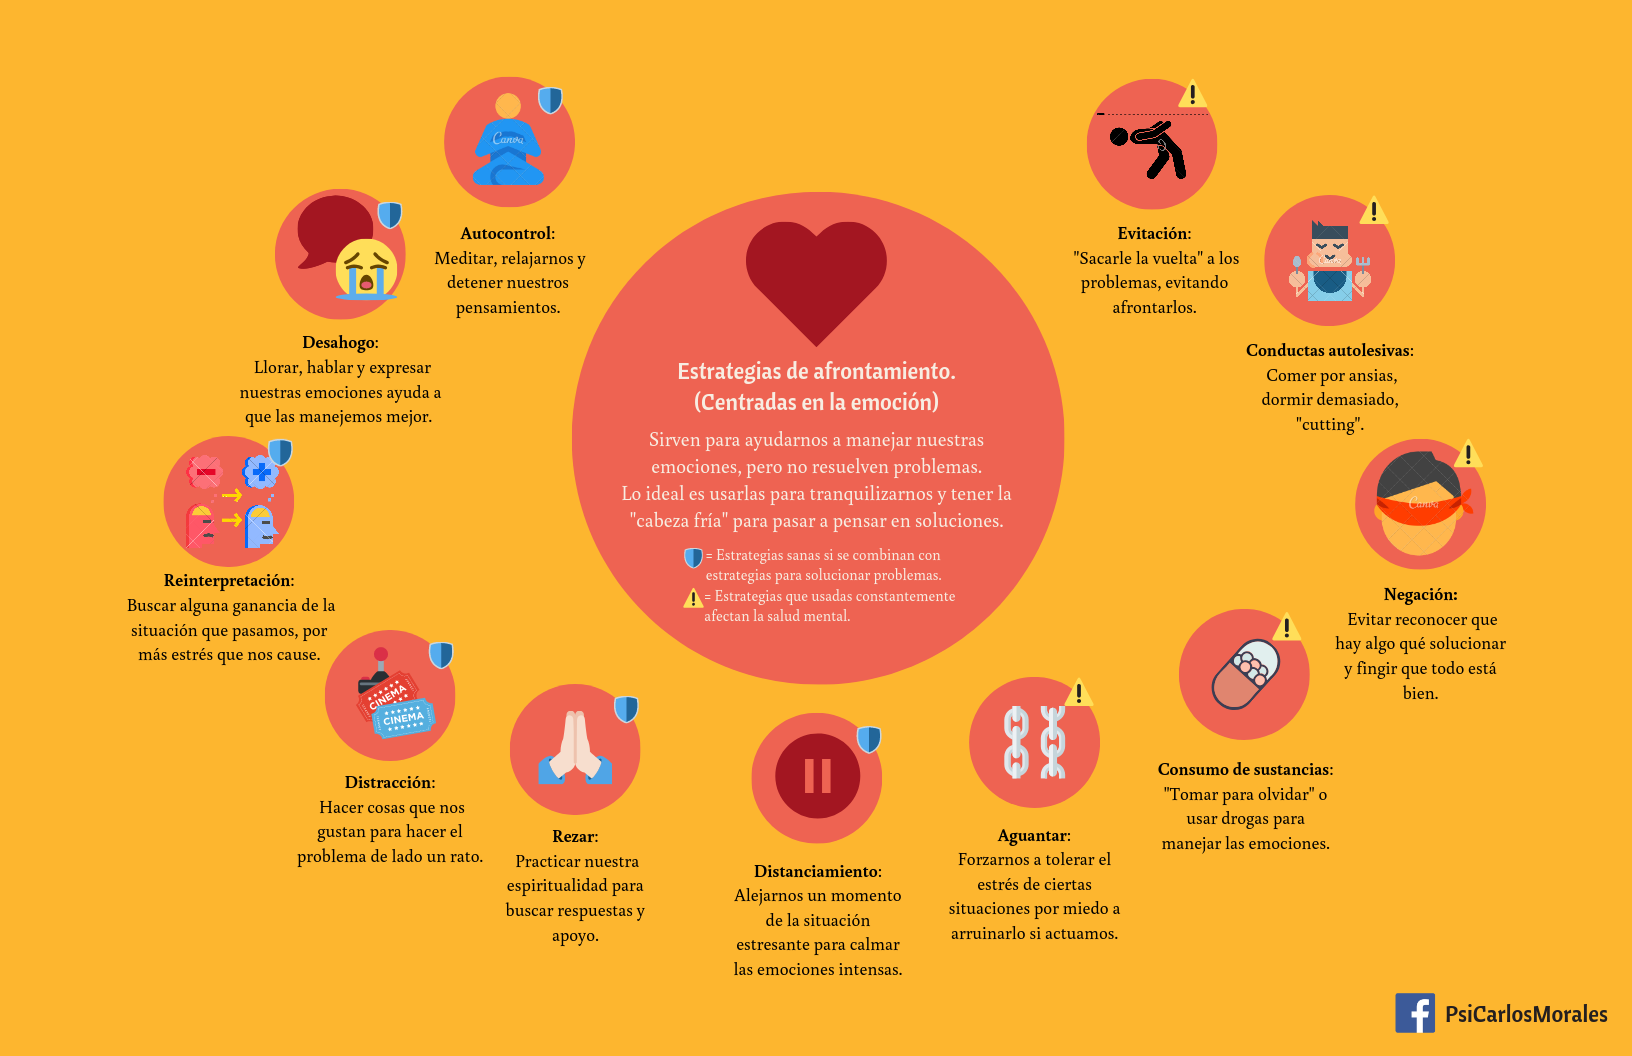 Autocontrol:
Meditar, relajarnos y
detener nuestros
pensamientos.
Canva
Desahogo:
Llorar, hablar y expresar
nuestras emociones ayuda a
que las manejemos mejor.
Reinterpretación:
Buscar alguna ganancia de la
situación que pasamos, por
más estrés que nos cause.
CINEMA
CINEMA
Distracción:
Hacer cosas que nos
gustan para hacer el
problema de lado un rato.
Rezar:
Practicar nuestra
espiritualidad para
buscar respuestas y
apoyo.
Estrategias de afrontamiento.
(Centradas en la emoción)
Sirven para ayudarnos a manejar nuestras
emociones, pero no resuelven problemas.
Lo ideal es usarlas para tranquilizarnos y tener la
"cabeza fría" para pasar a pensar en soluciones.
= Estrategias sanas si se combinan con
estrategias para solucionar problemas.
= Estrategias que usadas constantemente
afectan la salud mental.
Distanciamiento:
Alejarnos un momento
de la situación
estresante para calmar
las emociones intensas.
Aguantar:
Forzarnos a tolerar el
estrés de ciertas
situaciones por miedo a
arruinarlo si actuamos.
Consumo de sustancias:
"Tomar para olvidar" o
usar drogas para
manejar las emociones.
Canva
Negación:
Evitar reconocer que
hay algo qué solucionar
y fingir que todo está
bien.
Conductas autolesivas:
Comer por ansias,
dormir demasiado,
"cutting".
Evitación:
"Sacarle la vuelta" a los
problemas, evitando
afrontarlos.
PsiCarlosMorales